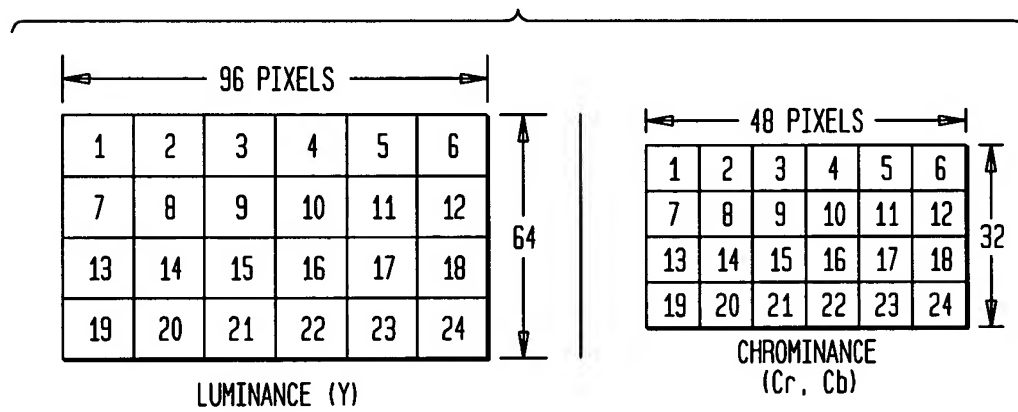 96 PIXELS
1 2 3 4 5 6
7 8 9 10 11 12
13 14 15 16 17 18
19 20 21 22 23 24
64
LUMINANCE (Y)
48 PIXELS
1 2 3 4 5 6
7 8 9 10 11 12
13 14 15 16 17 18
19 20 21 22 23 24
32
CHROMINANCE
(Cr, Cb)